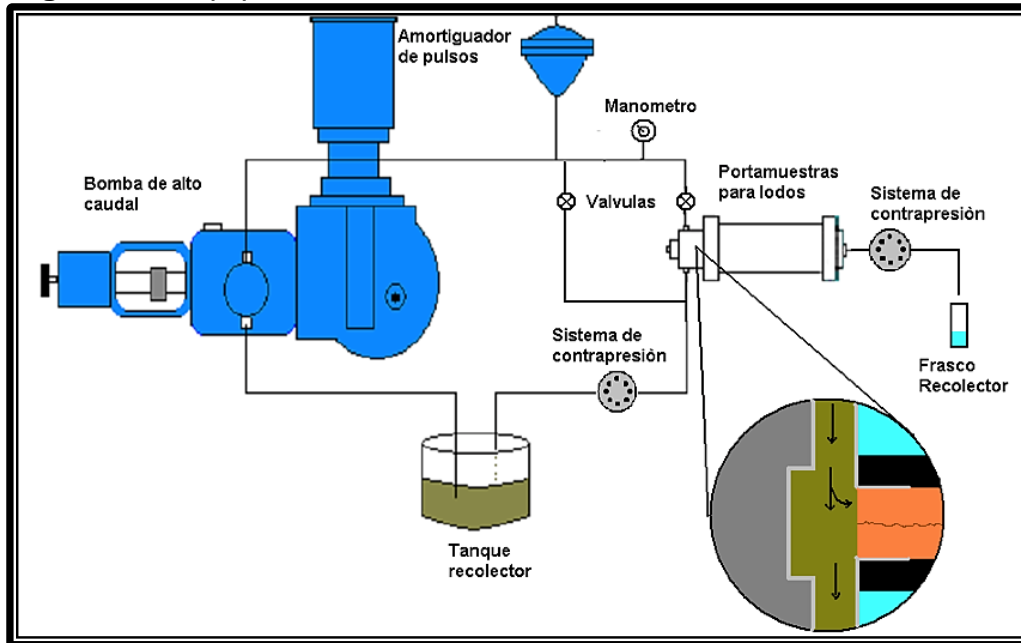 Amortiguador
de pulsos
Manometro
Bomba de alto
caudal
Valvulas
Portamuestras
para lodos
Sistema de
contrapresiòn
Sistema de
contrapresiòn
Frasco
Recolector
Tanque
recolector